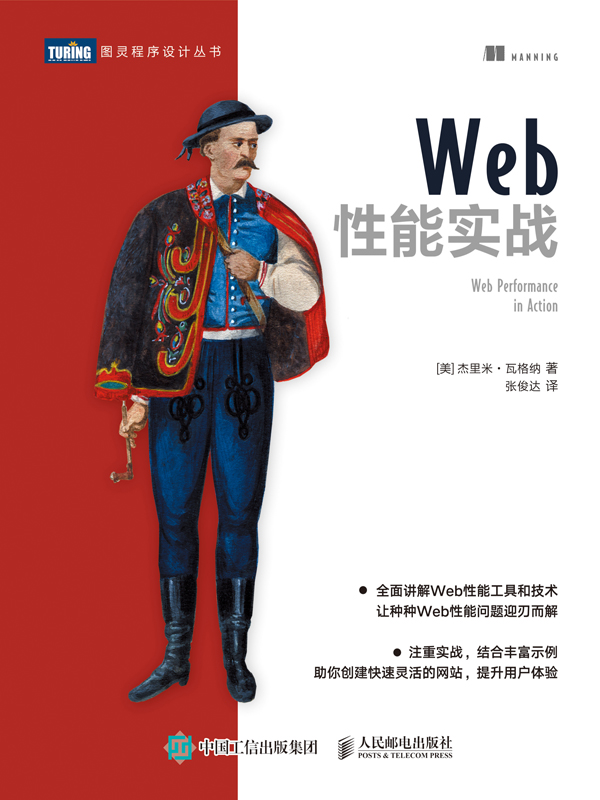 TURING 图灵程序设计丛书
MANNING
Web
性能实战
Web Performance
in Action
[美] 杰里米·瓦格纳 著
张俊达 译
● 全面讲解Web性能工具和技术
让种种Web性能问题迎刃而解
● 注重实战，结合丰富示例
助你创建快速灵活的网站，提升用户体验
中国工信出版集团
人民邮电出版社
POSTS & TELECOM PRESS